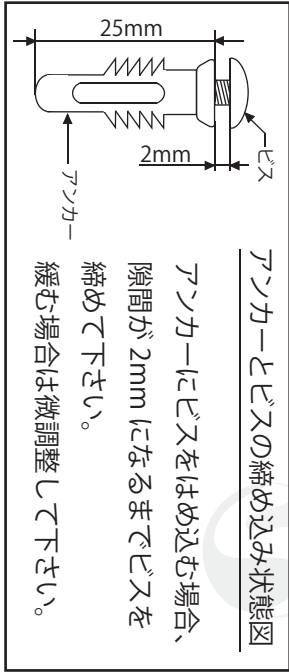 アンカーとビスの締め込み状態図
アンカーにビスをはめ込む場合、
隙間が 2mm になるまでビスを
締めて下さい。
緩む場合は微調整して下さい。
25mm
2mm
ビス
アンカー